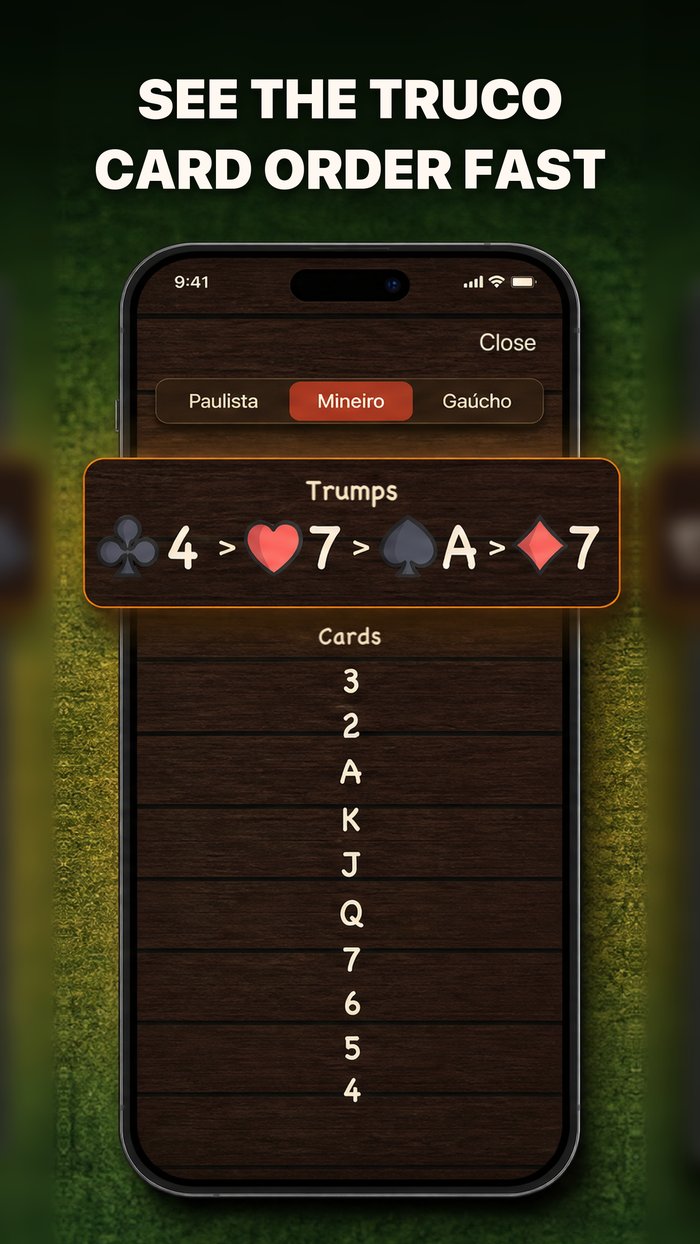 SEE THE TRUCO
CARD ORDER FAST
9:41
Close
Paulista Mineiro Gaúcho
Trumps
4 > 7 > A > 7
Cards
3
2
A
K
J
Q
7
6
5
4